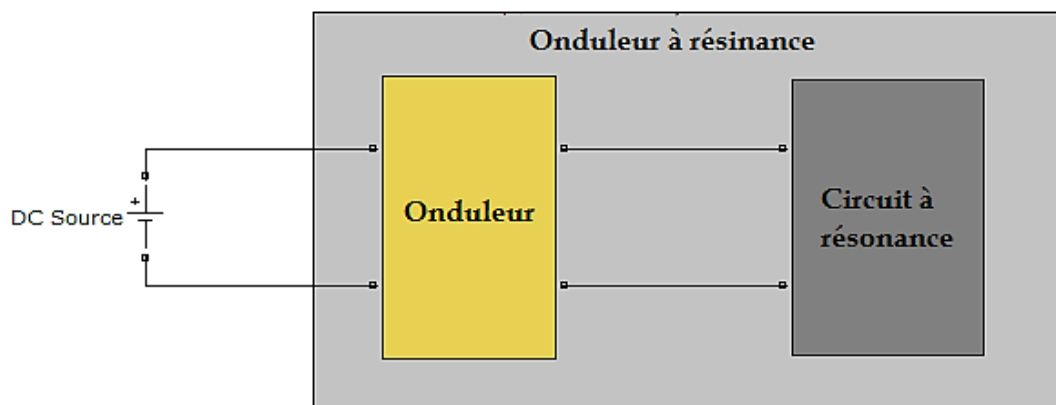 Onduleur à résinance
DC Source
+
Onduleur
Circuit à
résonance